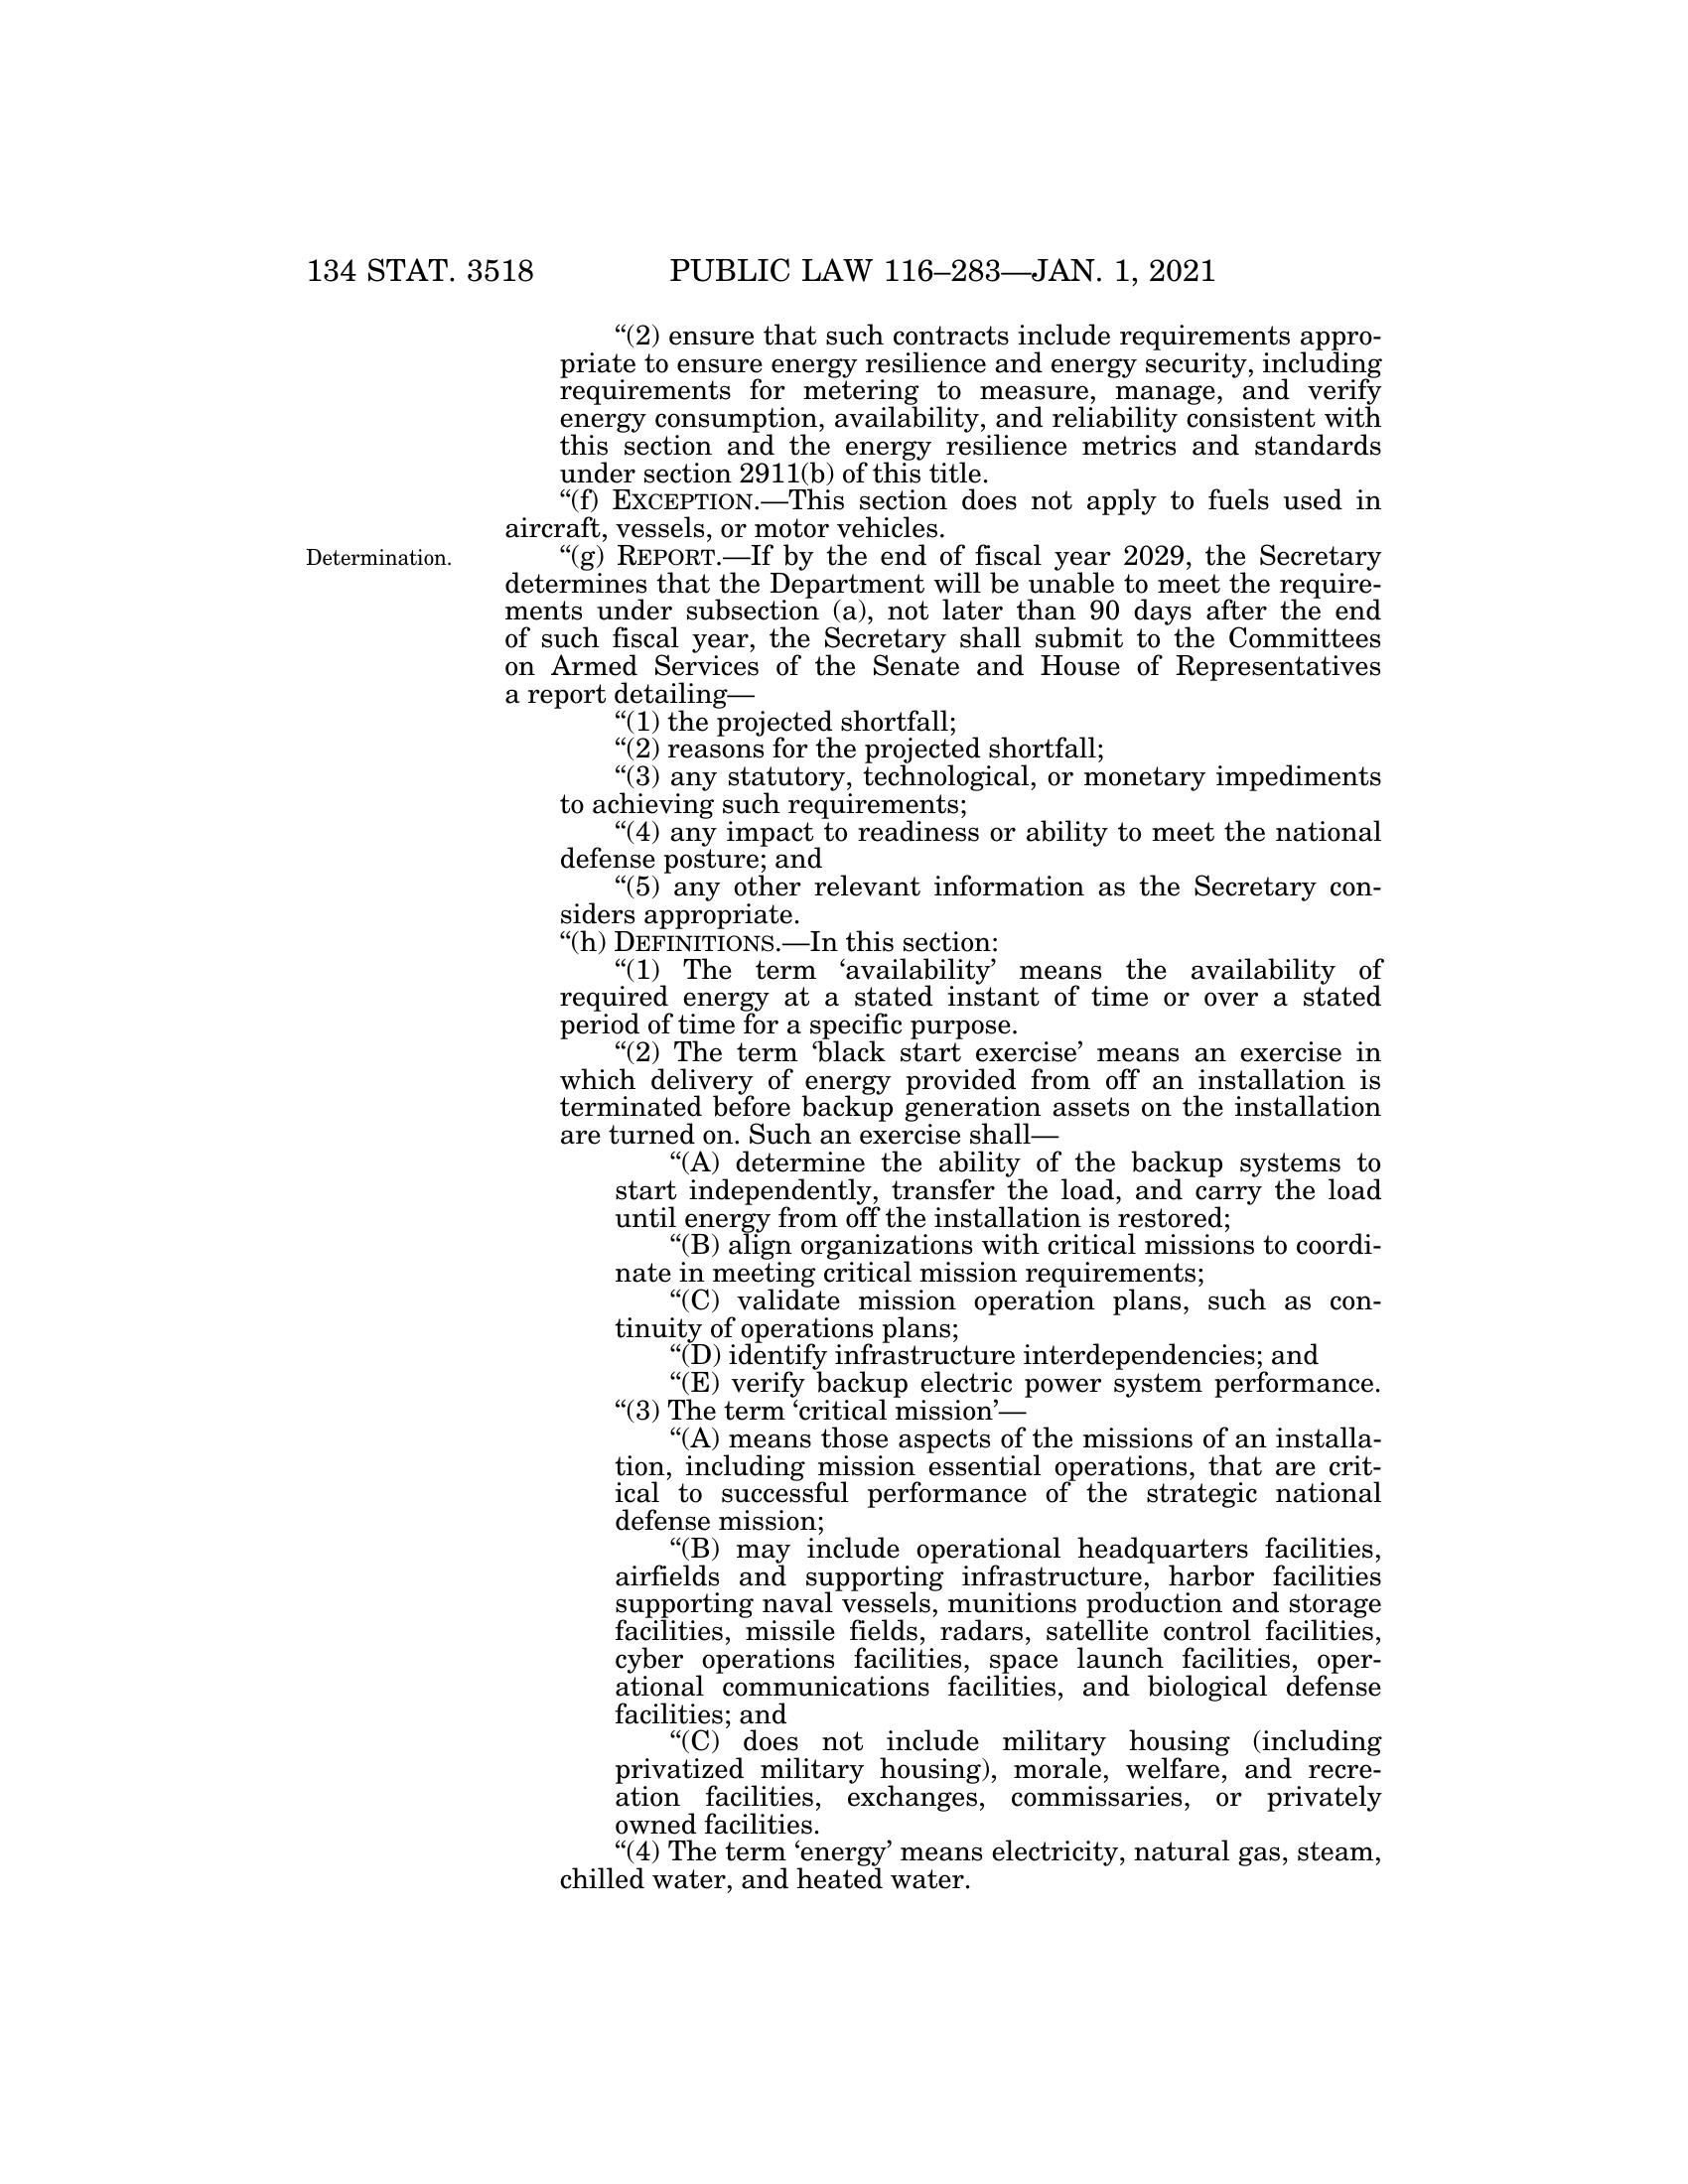 134 STAT. 3518
PUBLIC LAW 116–283—JAN. 1, 2021
“(2) ensure that such contracts include requirements appro-
priate to ensure energy resilience and energy security, including
requirements for metering to measure, manage, and verify
energy consumption, availability, and reliability consistent with
this section and the energy resilience metrics and standards
under section 2911(b) of this title.
“(f) EXCEPTION.—This section does not apply to fuels used in
aircraft, vessels, or motor vehicles.
Determination.
“(g) REPORT.—If by the end of fiscal year 2029, the Secretary
determines that the Department will be unable to meet the require-
ments under subsection (a), not later than 90 days after the end
of such fiscal year, the Secretary shall submit to the Committees
on Armed Services of the Senate and House of Representatives
a report detailing—
“(1) the projected shortfall;
“(2) reasons for the projected shortfall;
“(3) any statutory, technological, or monetary impediments
to achieving such requirements;
“(4) any impact to readiness or ability to meet the national
defense posture; and
“(5) any other relevant information as the Secretary con-
siders appropriate.
“(h) DEFINITIONS.—In this section:
“(1) The term ‘availability’ means the availability of
required energy at a stated instant of time or over a stated
period of time for a specific purpose.
“(2) The term ‘black start exercise’ means an exercise in
which delivery of energy provided from off an installation is
terminated before backup generation assets on the installation
are turned on. Such an exercise shall—
“(A) determine the ability of the backup systems to
start independently, transfer the load, and carry the load
until energy from off the installation is restored;
“(B) align organizations with critical missions to coordi-
nate in meeting critical mission requirements;
“(C) validate mission operation plans, such as con-
tinuity of operations plans;
“(D) identify infrastructure interdependencies; and
“(E) verify backup electric power system performance.
“(3) The term ‘critical mission’—
“(A) means those aspects of the missions of an installa-
tion, including mission essential operations, that are crit-
ical to successful performance of the strategic national
defense mission;
“(B) may include operational headquarters facilities,
airfields and supporting infrastructure, harbor facilities
supporting naval vessels, munitions production and storage
facilities, missile fields, radars, satellite control facilities,
cyber operations facilities, space launch facilities, oper-
ational communications facilities, and biological defense
facilities; and
“(C) does not include military housing (including
privatized military housing), morale, welfare, and recre-
ation facilities, exchanges, commissaries, or privately
owned facilities.
“(4) The term ‘energy’ means electricity, natural gas, steam,
chilled water, and heated water.